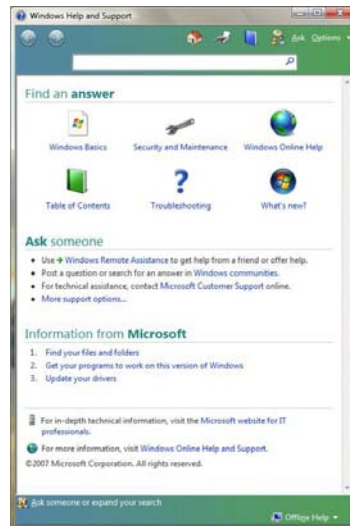 Windows Help and Support
Ask Options
Find an answer
Windows Basics Security and Maintenance Windows Online Help
Table of Contents Troubleshooting What's new?
Ask someone
Use Windows Remote Assistance to get help from a friend or offer help.
Post a question or search for an answer in Windows communities.
For technical assistance, contact Microsoft Customer Support online.
More support options...
Information from Microsoft
1. Find your files and folders
2. Get your programs to work on this version of Windows
3. Update your drivers
For in-depth technical information, visit the Microsoft website for IT
professionals.
For more information, visit Windows Online Help and Support.
©2007 Microsoft Corporation. All rights reserved.
Ask someone or expand your search
Offline Help